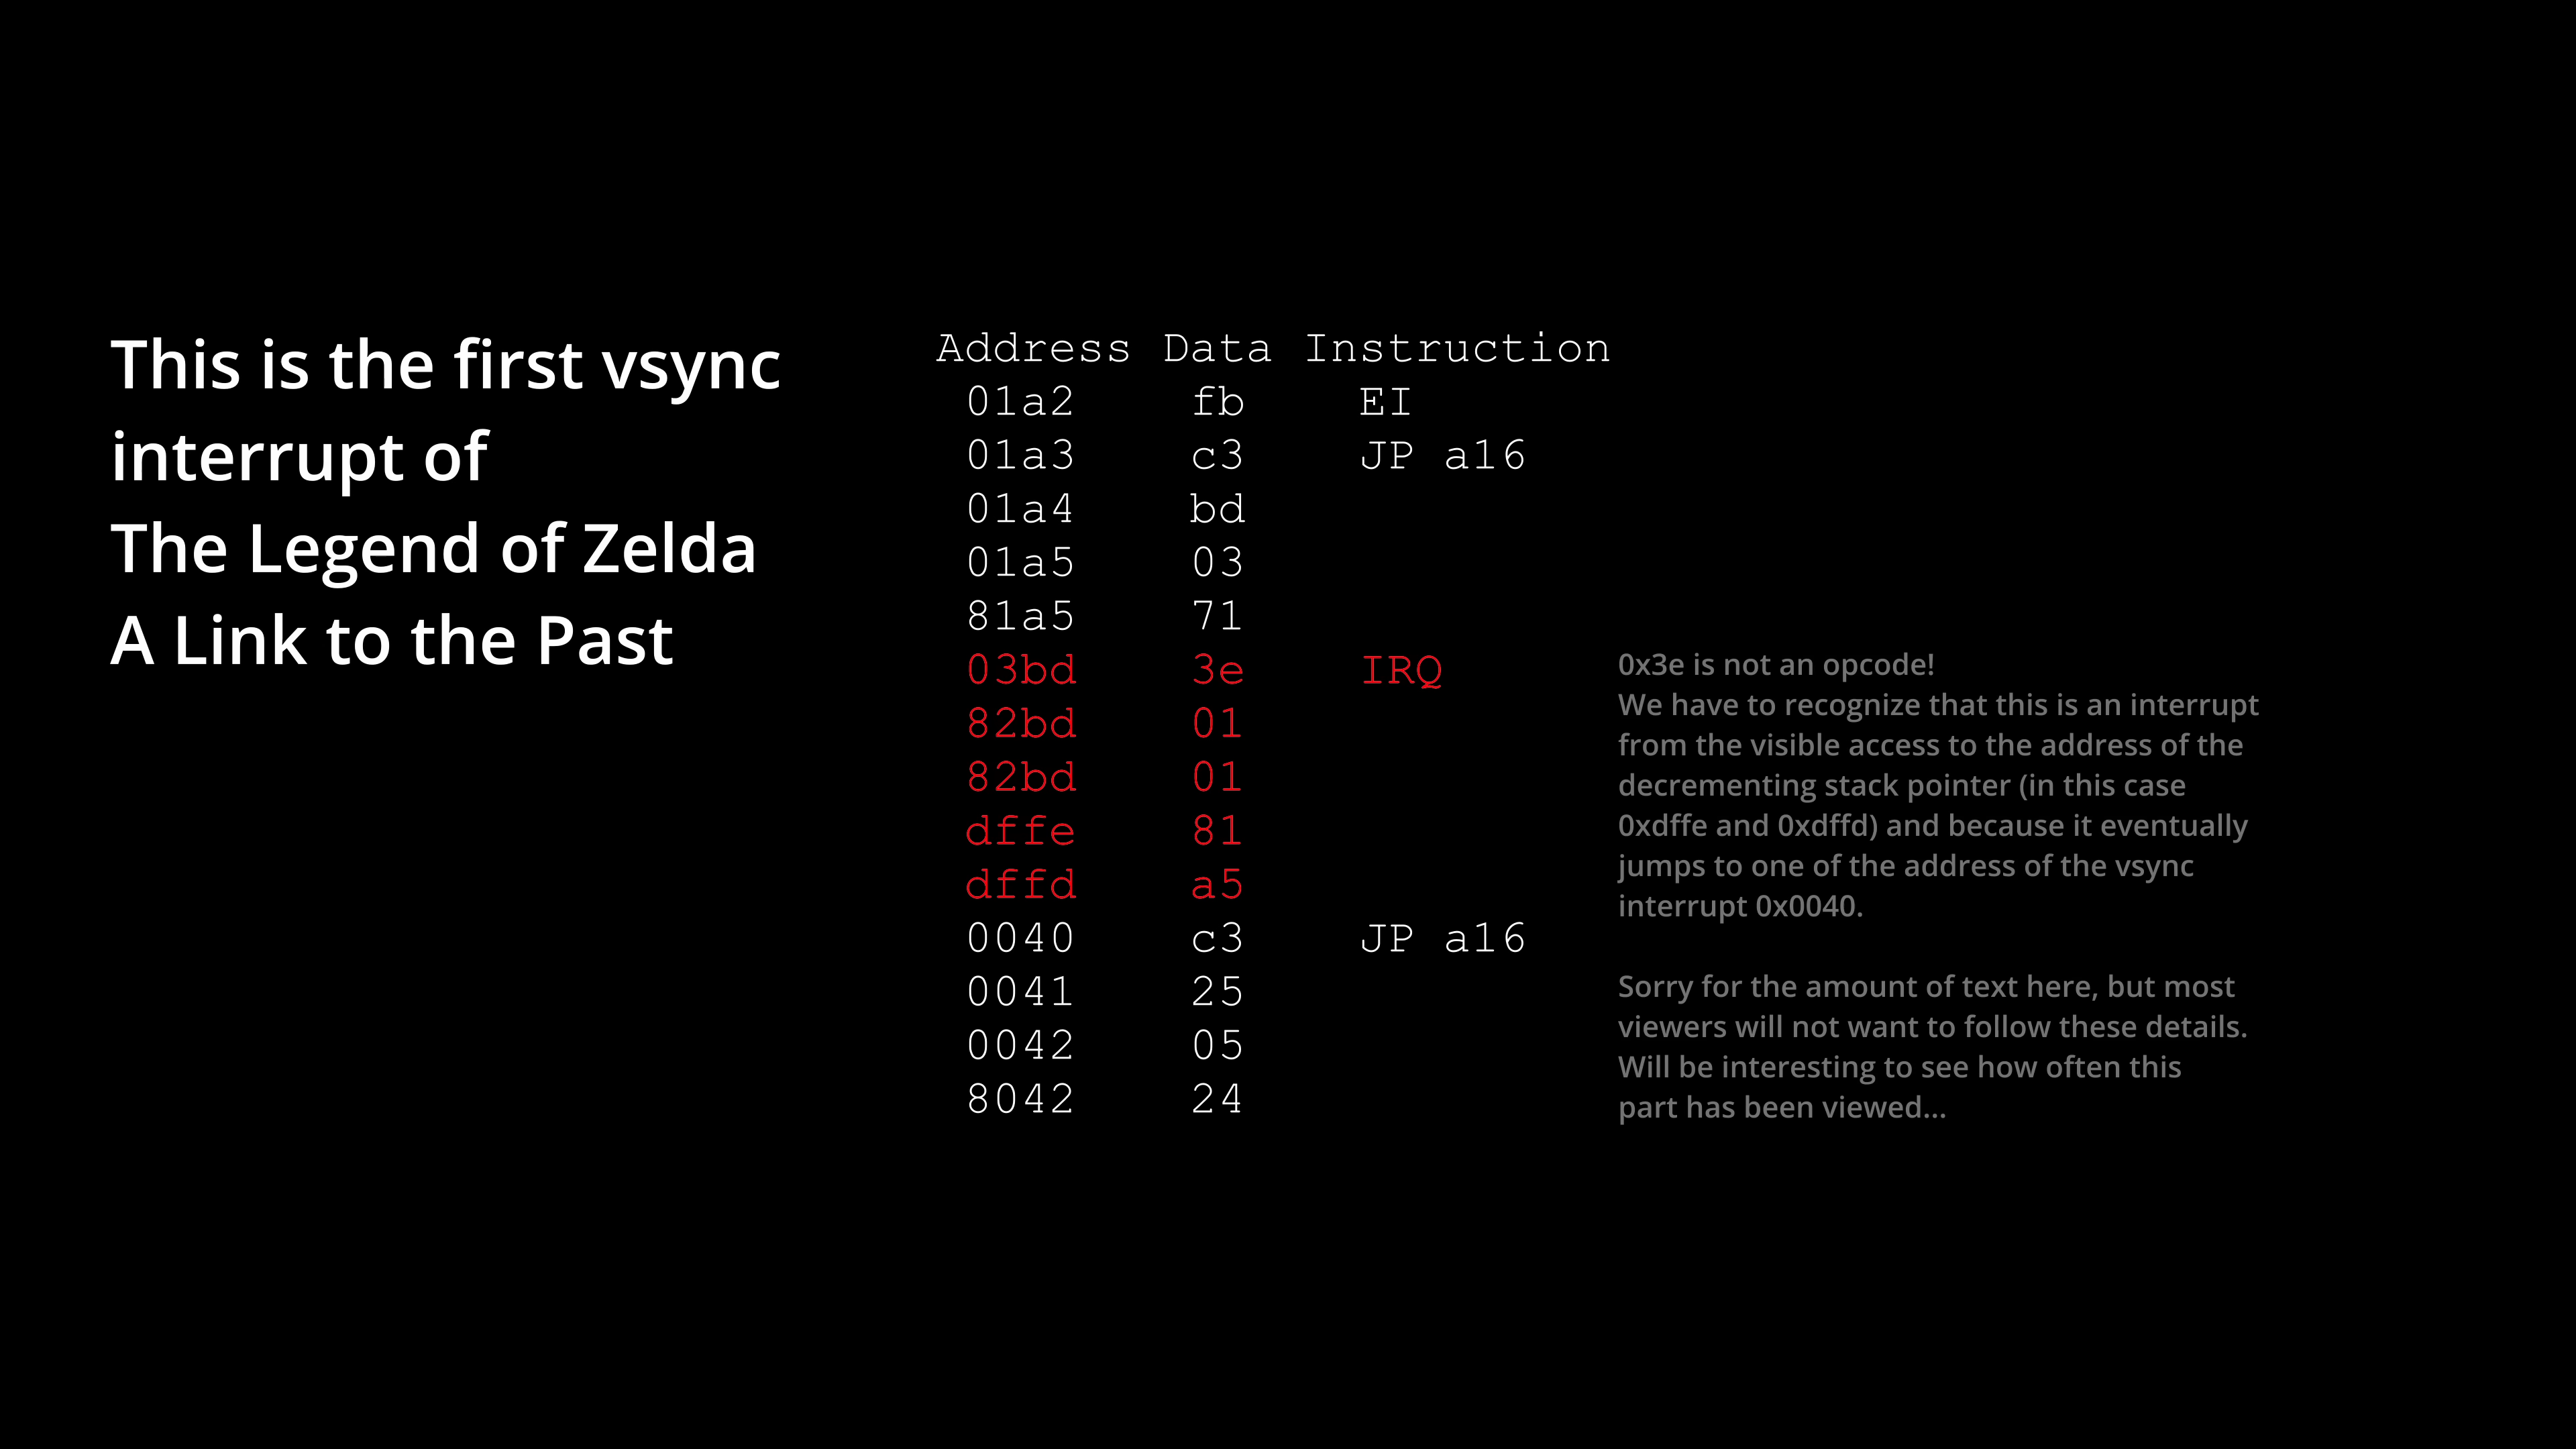 This is the first vsync
interrupt of
The Legend of Zelda
A Link to the Past
Address Data Instruction
01a2 fb EI
01a3 c3 JP a16
01a4 bd
01a5 03
81a5 71
03bd 3e IRQ
82bd 01
82bd 01
dffe 81
dffd a5
0040 c3 JP a16
0041 25
0042 05
8042 24
0x3e is not an opcode!
We have to recognize that this is an interrupt
from the visible access to the address of the
decrementing stack pointer (in this case
0xdffe and 0xdffd) and because it eventually
jumps to one of the address of the vsync
interrupt 0x0040.
Sorry for the amount of text here, but most
viewers will not want to follow these details.
Will be interesting to see how often this
part has been viewed...